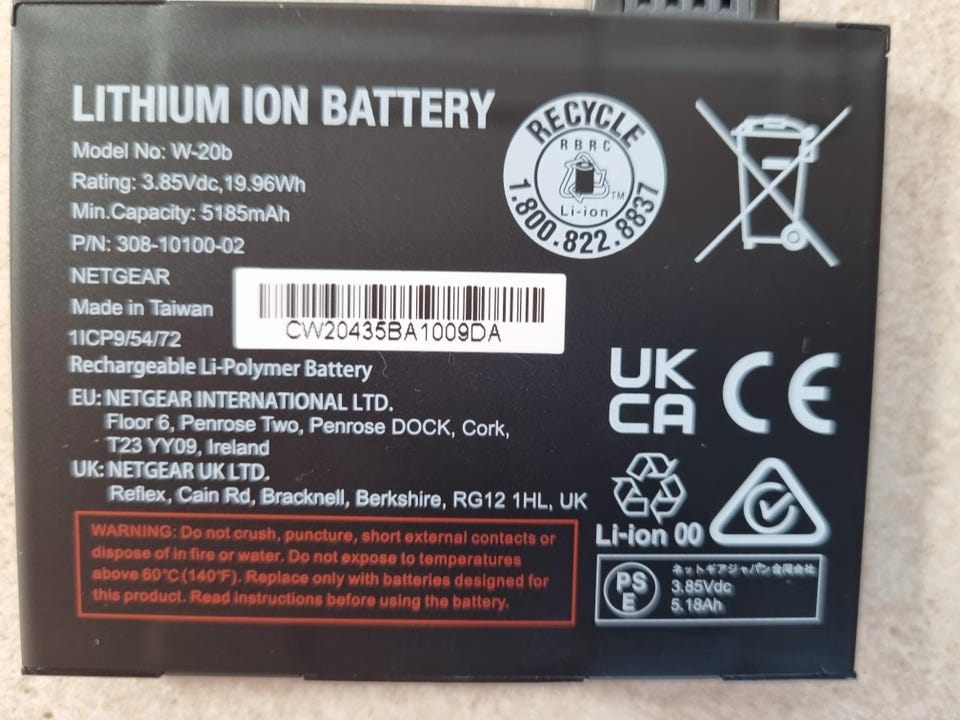 LITHIUM ION BATTERY
Model No: W-20b
Rating: 3.85Vdc,19.96Wh
Min.Capacity: 5185mAh
P/N: 308-10100-02
NETGEAR
Made in Taiwan
1ICP9/54/72
Rechargeable Li-Polymer Battery
CW20435BA1009DA
EU: NETGEAR INTERNATIONAL LTD.
Floor 6, Penrose Two, Penrose DOCK, Cork,
T23 YY09, Ireland
UK: NETGEAR UK LTD.
Reflex, Cain Rd, Bracknell, Berkshire, RG12 1HL, UK
WARNING: Do not crush, puncture, short external contacts or
dispose of in fire or water. Do not expose to temperatures
above 60°C (140°F). Replace only with batteries designed for
this product. Read instructions before using the battery.
RECYCLE
RBRC
TM
Li-ion
1.800.822.8837
UK
CA
CE
Li-ion 00
PS
E
ネットギアジャパン合同会社
3.85Vdc
5.18Ah